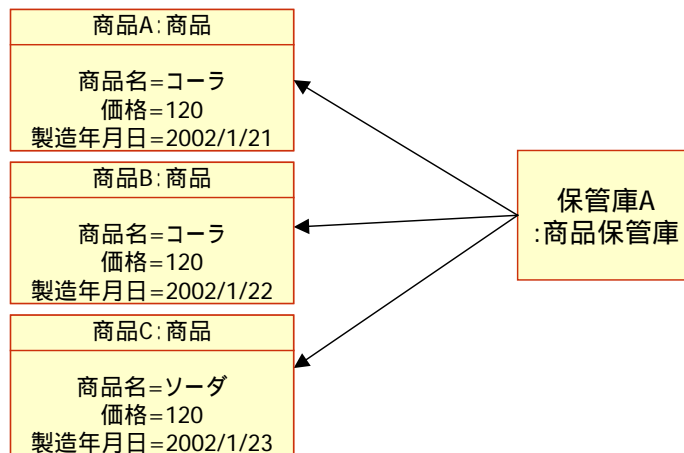 商品A:商品
商品名=コーラ
価格=120
製造年月日=2002/1/21
商品B:商品
商品名=コーラ
価格=120
製造年月日=2002/1/22
商品C:商品
商品名=ソーダ
価格=120
製造年月日=2002/1/23
保管庫A
:商品保管庫